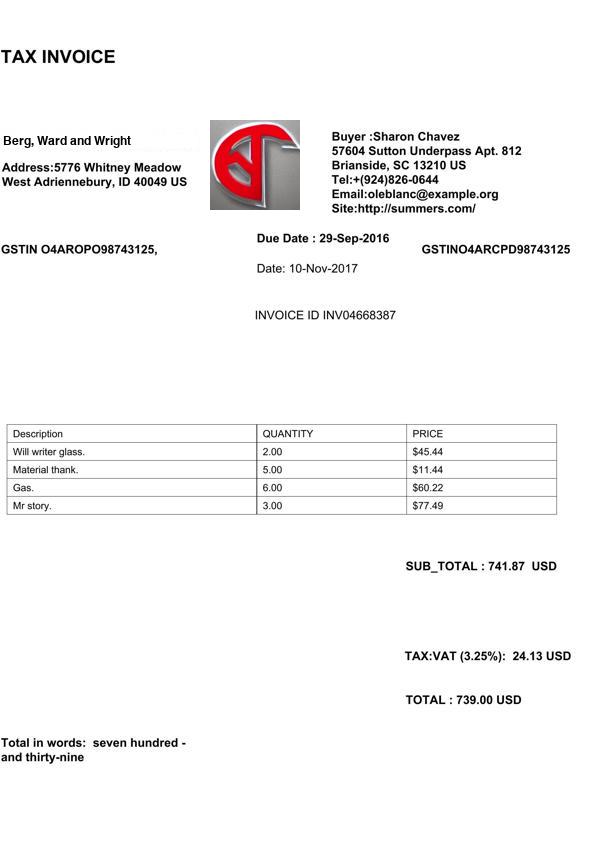 TAX INVOICE
Berg, Ward and Wright
Address:5776 Whitney Meadow
West Adriennebury, ID 40049 US
Buyer :Sharon Chavez
57604 Sutton Underpass Apt. 812
Brianside, SC 13210 US
Tel:+(924)826-0644
Email:oleblanc@example.org
Site:http://summers.com/
GSTIN O4AROPO98743125,
Due Date : 29-Sep-2016
GSTINO4ARCPD98743125
Date: 10-Nov-2017
INVOICE ID INV04668387
Description QUANTITY PRICE
Will writer glass. 2.00 $45.44
Material thank. 5.00 $11.44
Gas. 6.00 $60.22
Mr story. 3.00 $77.49
SUB_TOTAL : 741.87 USD
TAX:VAT (3.25%): 24.13 USD
TOTAL : 739.00 USD
Total in words: seven hundred -
and thirty-nine